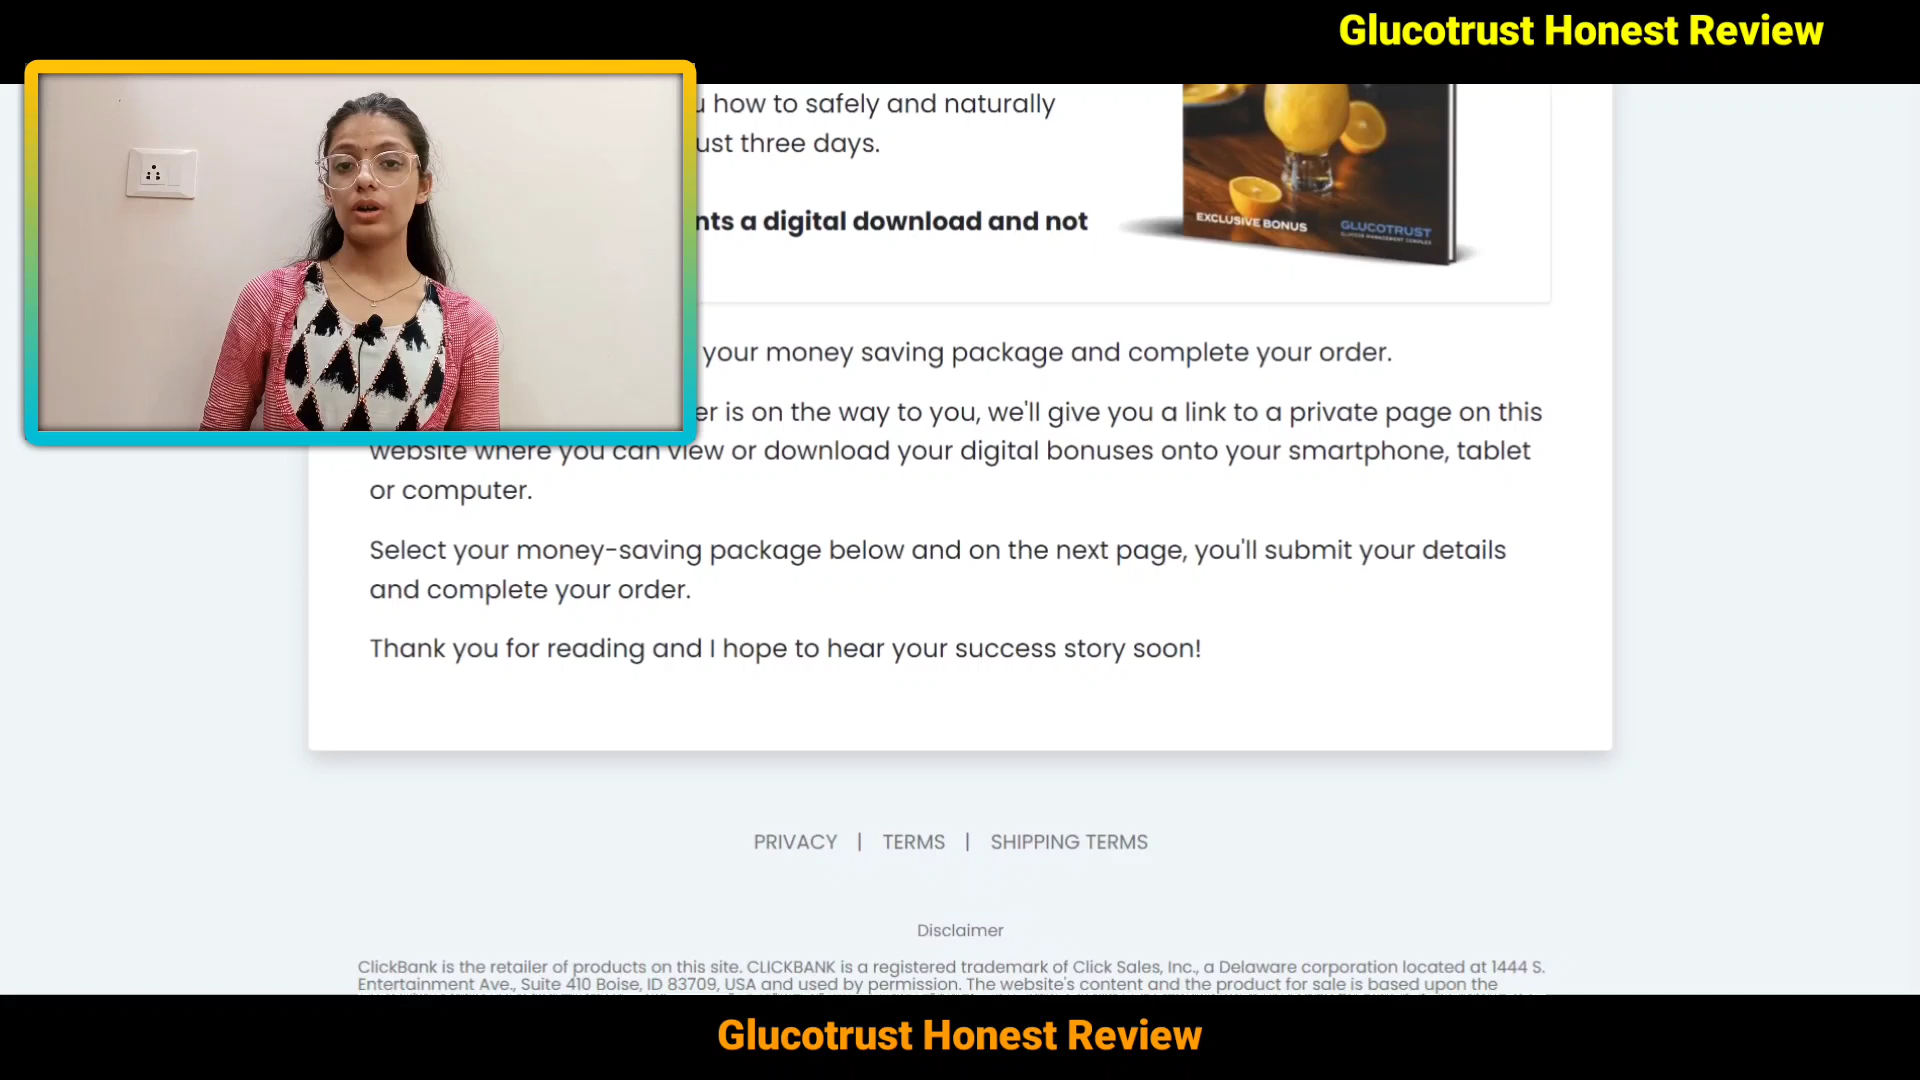 Glucotrust Honest Review
how to safely and naturally
ust three days.
nts a digital download and not
EXCLUSIVE BONUS
GLUCOTRUST
GLUCOSE MANAGEMENT COMPLEX
your money saving package and complete your order.
er is on the way to you, we'll give you a link to a private page on this
website where you can view or download your digital bonuses onto your smartphone, tablet
or computer.
Select your money-saving package below and on the next page, you'll submit your details
and complete your order.
Thank you for reading and I hope to hear your success story soon!
PRIVACY | TERMS | SHIPPING TERMS
Disclaimer
ClickBank is the retailer of products on this site. CLICKBANK is a registered trademark of Click Sales, Inc., a Delaware corporation located at 1444 S.
Entertainment Ave., Suite 410 Boise, ID 83709, USA and used by permission. The website's content and the product for sale is based upon the
Glucotrust Honest Review